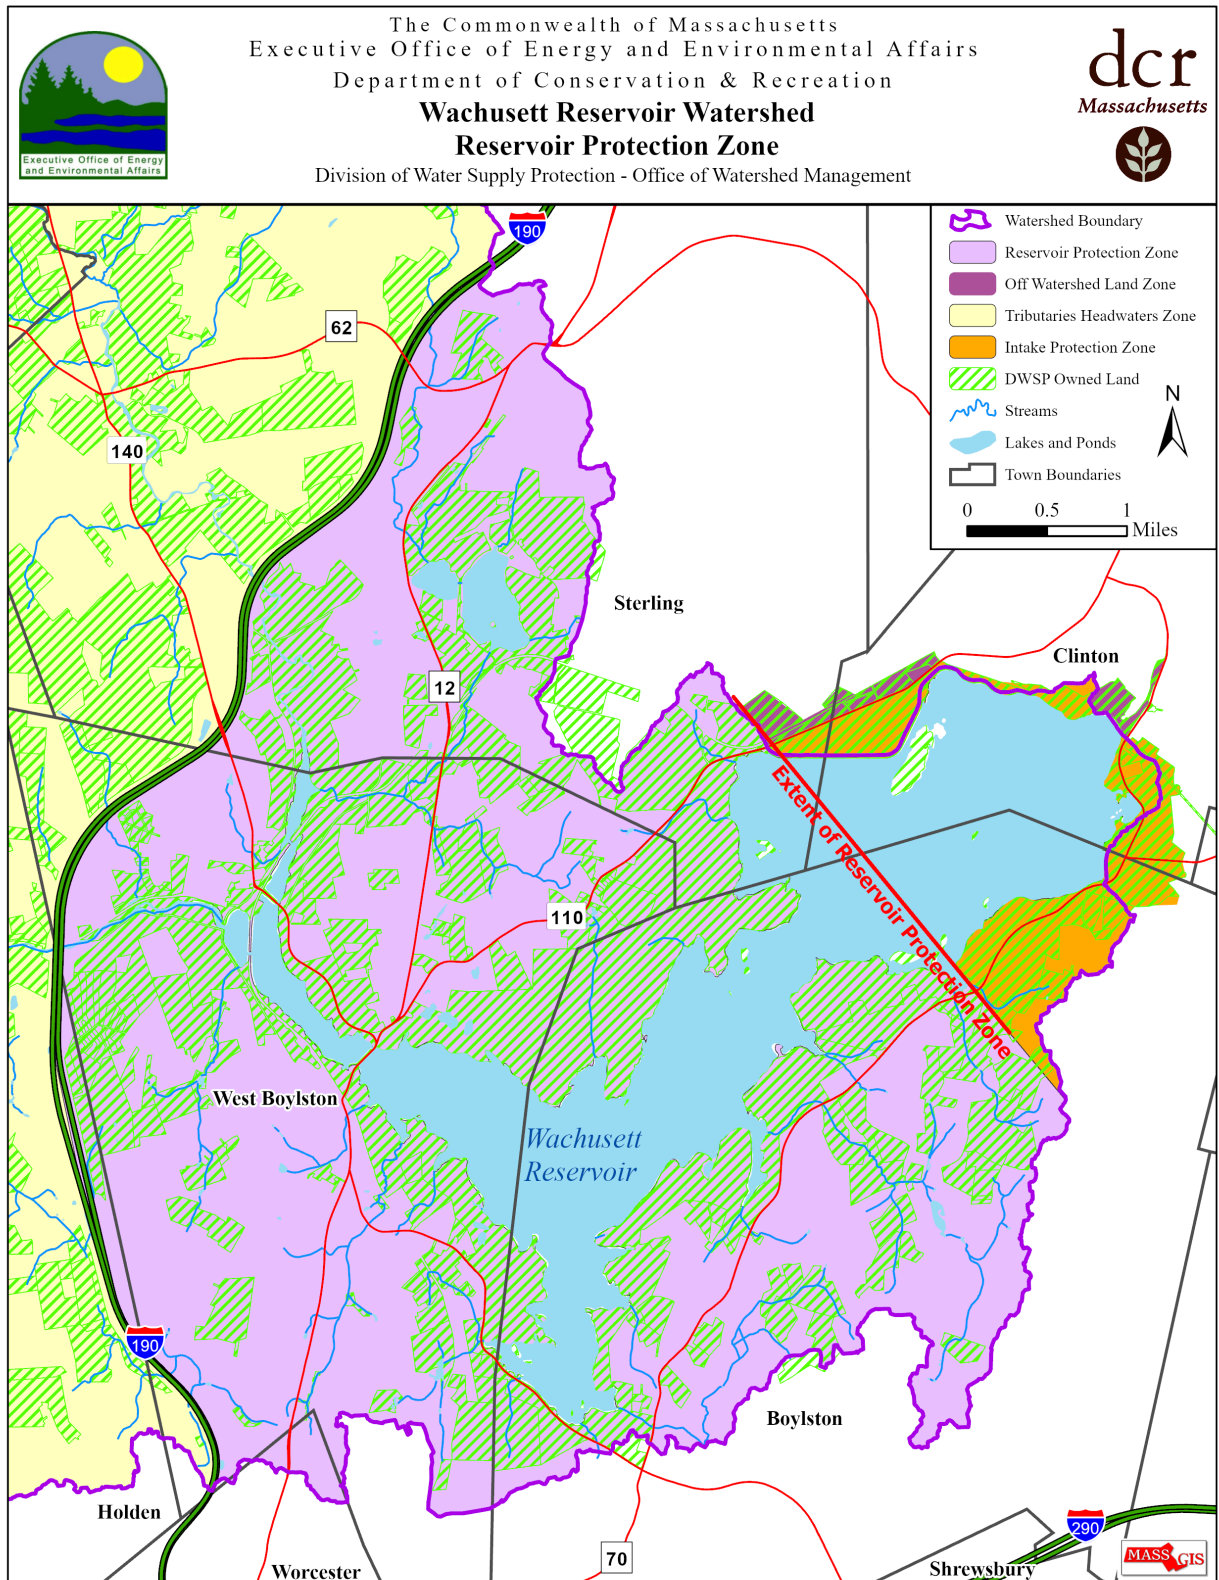 The Commonwealth of Massachusetts
Executive Office of Energy and Environmental Affairs
Department of Conservation & Recreation
Wachusett Reservoir Watershed
Reservoir Protection Zone
Division of Water Supply Protection - Office of Watershed Management
Executive Office of Energy
and Environmental Affairs
dcr
Massachusetts
Watershed Boundary
Reservoir Protection Zone
Off Watershed Land Zone
Tributaries Headwaters Zone
Intake Protection Zone
DWSP Owned Land
Streams
Lakes and Ponds
Town Boundaries
N
0 0.5 1
Miles
190
62
140
Sterling
Clinton
12
Extent of Reservoir Protection Zone
110
West Boylston
Wachusett
Reservoir
190
Boylston
Holden
290
70
Worcester
Shrewsbury
MASS GIS